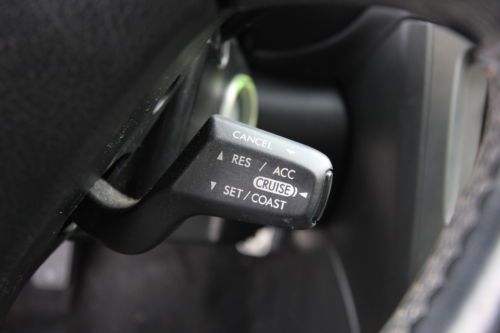 CANCEL
RES / ACC
CRUISE
SET / COAST